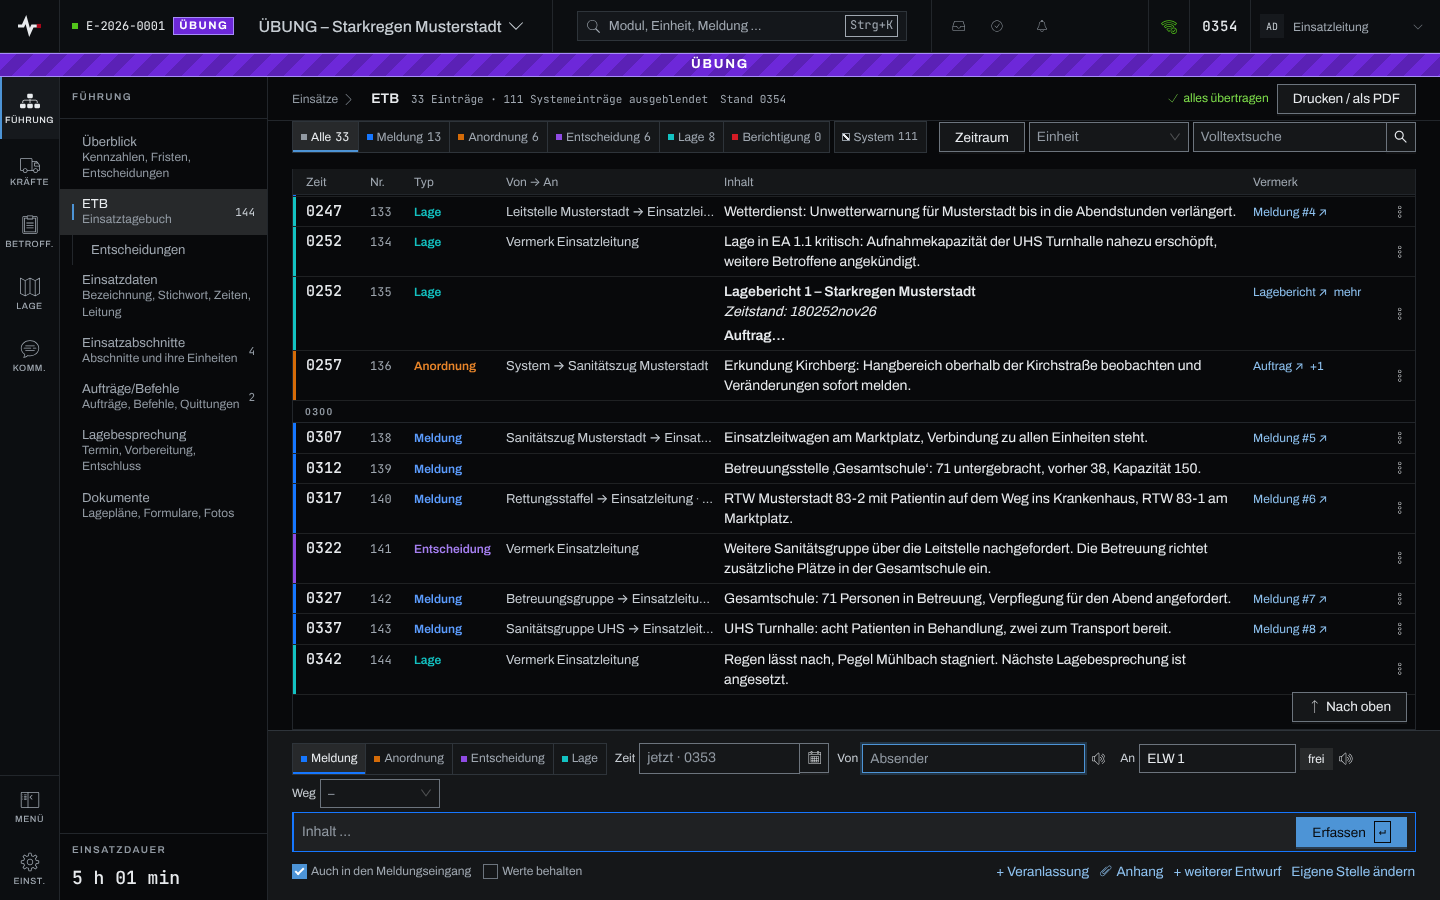 E-2026-0001 ÜBUNG ÜBUNG – Starkregen Musterstadt Modul, Einheit, Meldung ... Strg+K 0354 AD Einsatzleitung
ÜBUNG
FÜHRUNG
KRÄFTE
BETROFF.
LAGE
KOMM.
MENÜ
EINST.
FÜHRUNG
Überblick
Kennzahlen, Fristen,
Entscheidungen
ETB
Einsatztagebuch 144
Entscheidungen
Einsatzdaten
Bezeichnung, Stichwort, Zeiten,
Leitung
Einsatzabschnitte
Abschnitte und ihre Einheiten 4
Aufträge/Befehle
Aufträge, Befehle, Quittungen 2
Lagebesprechung
Termin, Vorbereitung,
Entschluss
Dokumente
Lagepläne, Formulare, Fotos
EINSATZDAUER
5 h 01 min
Einsätze ETB 33 Einträge · 111 Systemeinträge ausgeblendet Stand 0354 alles übertragen Drucken / als PDF
Alle 33 Meldung 13 Anordnung 6 Entscheidung 6 Lage 8 Berichtigung 0 System 111 Zeitraum Einheit Volltextsuche
Zeit Nr. Typ Von → An Inhalt Vermerk
0247 133 Lage Leitstelle Musterstadt → Einsatzlei... Wetterdienst: Unwetterwarnung für Musterstadt bis in die Abendstunden verlängert. Meldung #4 ↗
0252 134 Lage Vermerk Einsatzleitung Lage in EA 1.1 kritisch: Aufnahmekapazität der UHS Turnhalle nahezu erschöpft,
weitere Betroffene angekündigt.
0252 135 Lage Lagebericht 1 – Starkregen Musterstadt Lagebericht ↗ mehr
Zeitstand: 180252nov26
Auftrag...
0257 136 Anordnung System → Sanitätszug Musterstadt Erkundung Kirchberg: Hangbereich oberhalb der Kirchstraße beobachten und Auftrag ↗ +1
Veränderungen sofort melden.
0300
0307 138 Meldung Sanitätszug Musterstadt → Einsat... Einsatzleitwagen am Marktplatz, Verbindung zu allen Einheiten steht. Meldung #5 ↗
0312 139 Meldung Betreuungsstelle ‚Gesamtschule‘: 71 untergebracht, vorher 38, Kapazität 150.
0317 140 Meldung Rettungsstaffel → Einsatzleitung · ... RTW Musterstadt 83-2 mit Patientin auf dem Weg ins Krankenhaus, RTW 83-1 am Meldung #6 ↗
Marktplatz.
0322 141 Entscheidung Vermerk Einsatzleitung Weitere Sanitätsgruppe über die Leitstelle nachgefordert. Die Betreuung richtet
zusätzliche Plätze in der Gesamtschule ein.
0327 142 Meldung Betreuungsgruppe → Einsatzleitu... Gesamtschule: 71 Personen in Betreuung, Verpflegung für den Abend angefordert. Meldung #7 ↗
0337 143 Meldung Sanitätsgruppe UHS → Einsatzleit... UHS Turnhalle: acht Patienten in Behandlung, zwei zum Transport bereit. Meldung #8 ↗
0342 144 Lage Vermerk Einsatzleitung Regen lässt nach, Pegel Mühlbach stagniert. Nächste Lagebesprechung ist
angesetzt.
↑ Nach oben
Meldung Anordnung Entscheidung Lage Zeit jetzt · 0353 Von Absender An ELW 1 frei
Weg –
Inhalt ... Erfassen ↵
Auch in den Meldungseingang Werte behalten + Veranlassung Anhang + weiterer Entwurf Eigene Stelle ändern